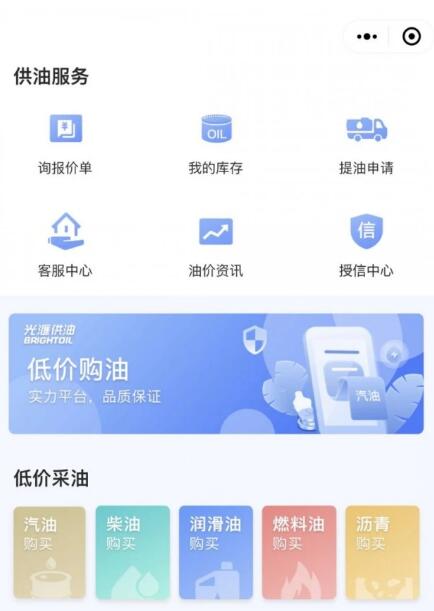 供油服务
询报价单
OIL
我的库存
提油申请
客服中心
油价资讯
信
授信中心
光滙供油
BRIGHTOIL
低价购油
实力平台，品质保证
汽油
低价采油
汽油
购买
柴油
购买
润滑油
购买
燃料油
购买
沥青
购买